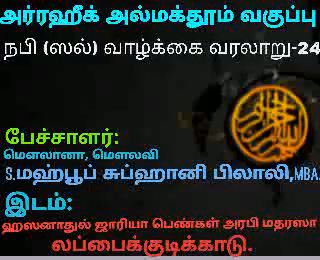 அர்ரஹீக் அல்மக்தூம் வகுப்பு
நபி (ஸல்) வாழ்க்கை வரலாறு-24
பேச்சாளர்:
மௌலானா, மௌலவி
S.மஹ்பூப் சுப்ஹானி பிலாலி,MBA.
இடம்:
ஹஸனாதுல் ஜாரியா பெண்கள் அரபி மதரஸா
லப்பைக்குடிக்காடு.